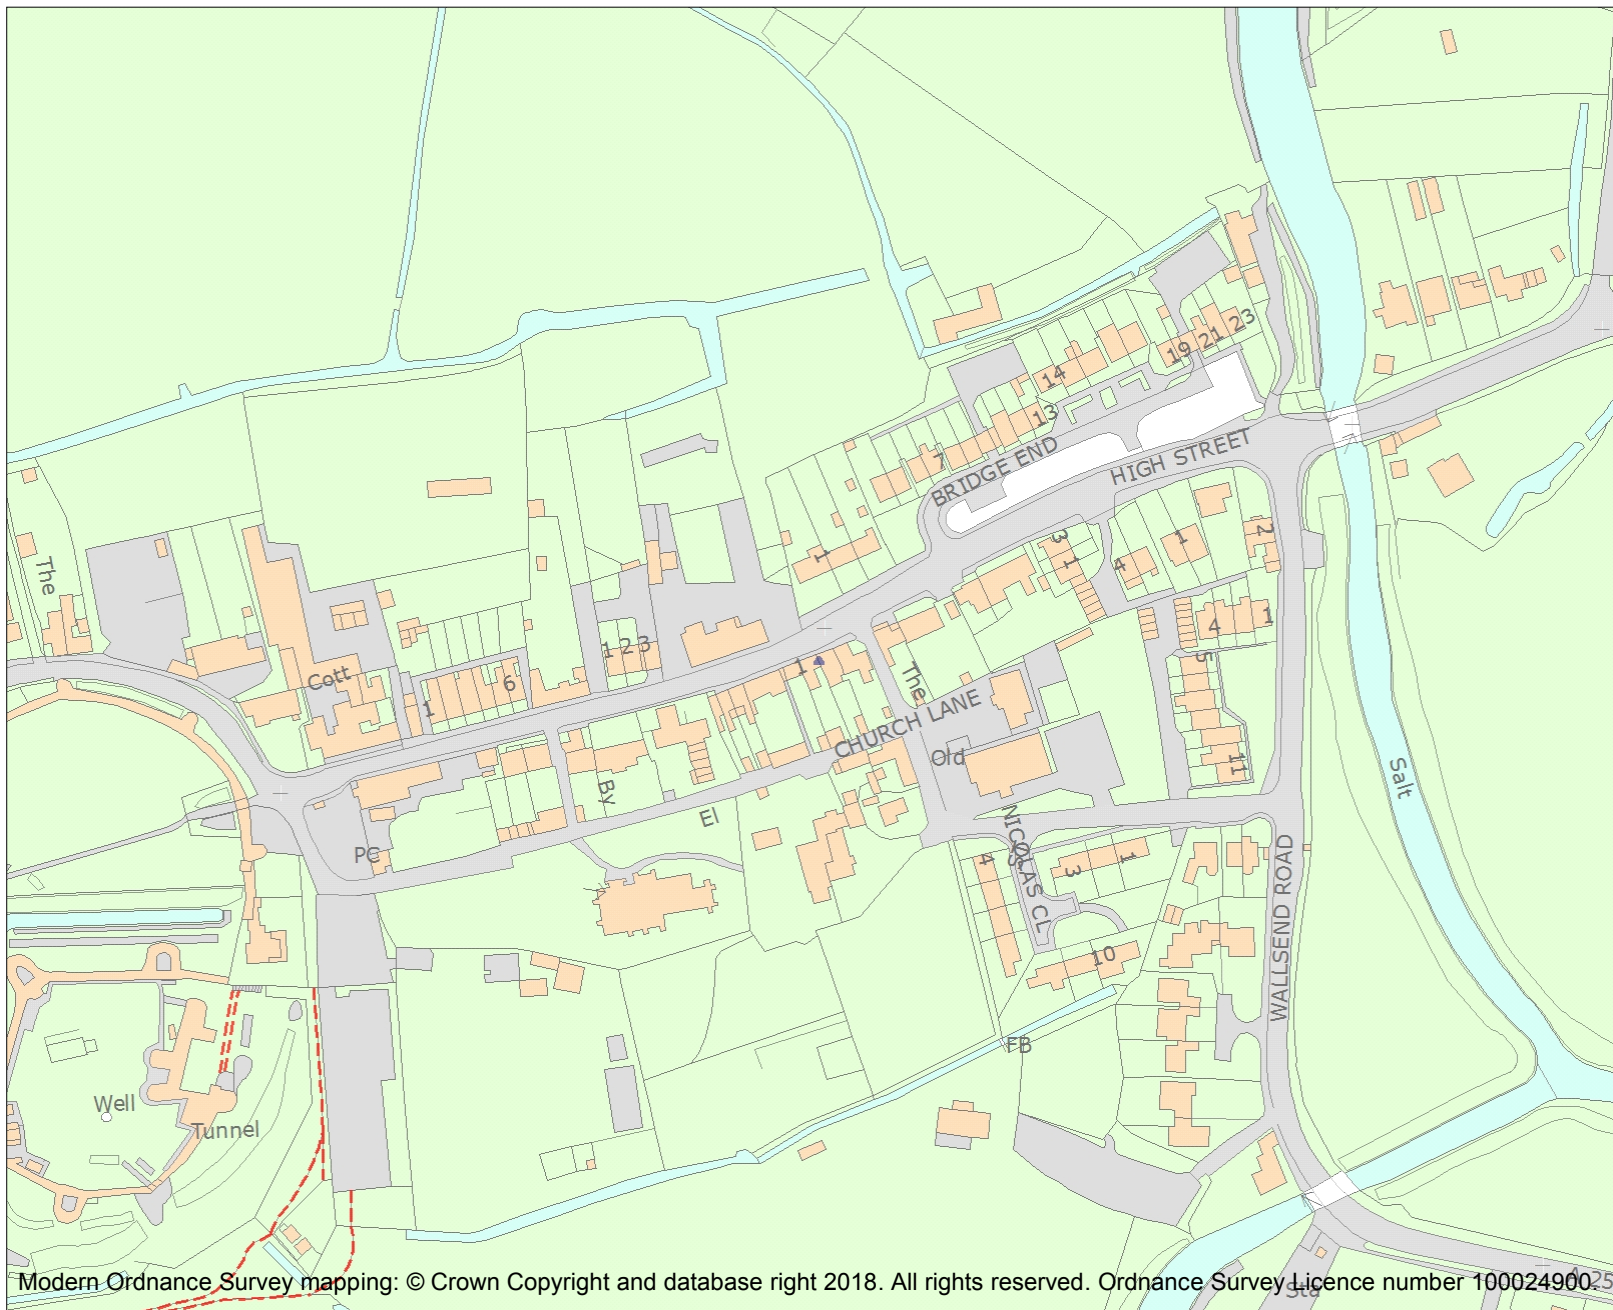 19 21 23
14
13
BRIDGE END
7
HIGH STREET
The
1
3
1
4
1
2
1 2 3
4
1
Cott
6
1
1
5
The
CHURCH LANE
Old
11
Salt
By
El
PC
NICOLAS CL
4
3
1
WALLSEND ROAD
10
FB
Well
Tunnel
Sta
Modern Ordnance Survey mapping: © Crown Copyright and database right 2018. All rights reserved. Ordnance Survey Licence number 100024900.